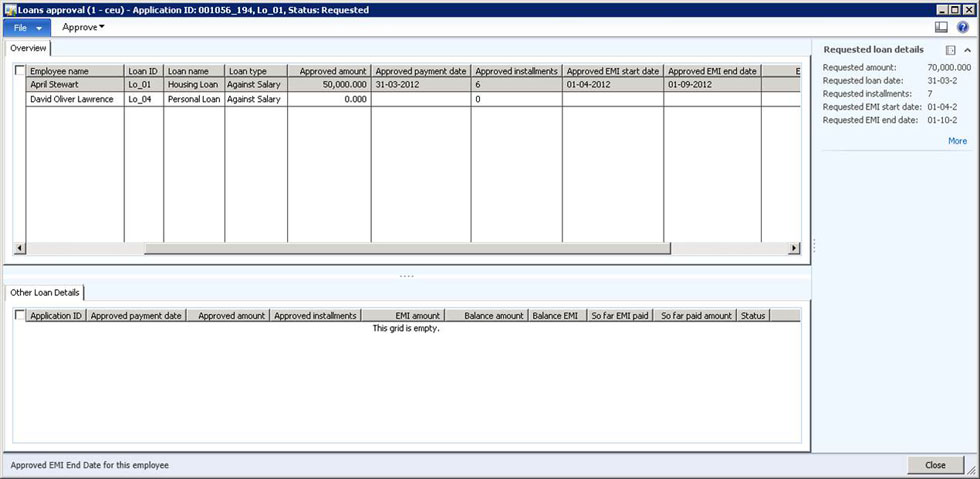 Loans approval (1 - ceu) - Application ID: 001056_194, Lo_01, Status: Requested
File Approve
Overview
Employee name Loan ID Loan name Loan type Approved amount Approved payment date Approved installments Approved EMI start date Approved EMI end date E
April Stewart Lo_01 Housing Loan Against Salary 50,000.000 31-03-2012 6 01-04-2012 01-09-2012
David Oliver Lawrence Lo_04 Personal Loan Against Salary 0.000 0
Requested loan details
Requested amount: 70,000.000
Requested loan date: 31-03-2
Requested installments: 7
Requested EMI start date: 01-04-2
Requested EMI end date: 01-10-2
More
Other Loan Details
Application ID Approved payment date Approved amount Approved installments EMI amount Balance amount Balance EMI So far EMI paid So far paid amount Status
This grid is empty.
Approved EMI End Date for this employee
Close